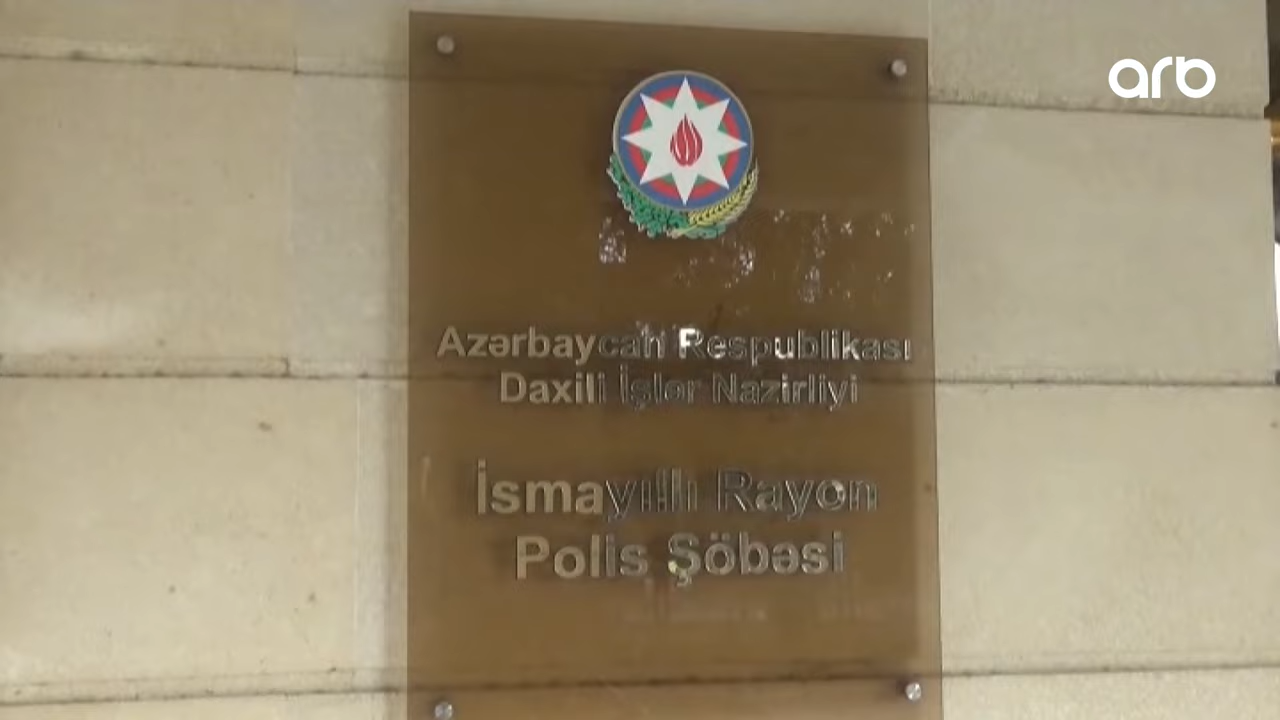 arb
Azərbaycan Respublikası
Daxili İşlər Nazirliyi
İsmayıllı Rayon
Polis Şöbəsi